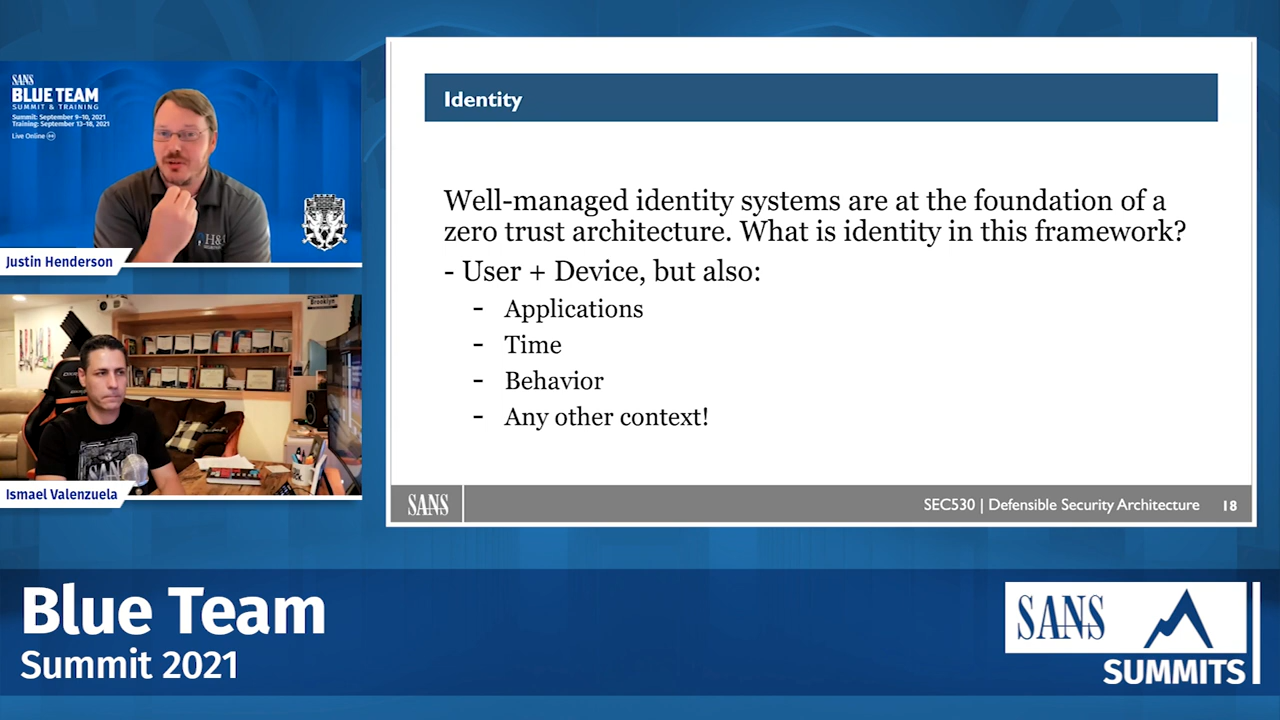 SANS
BLUE TEAM
SUMMIT & TRAINING
Summit: September 9-10, 2021
Training: September 13-18, 2021
Live Online
Justin Henderson
Brooklyn
SANS
Ismael Valenzuela
Identity
Well-managed identity systems are at the foundation of a
zero trust architecture. What is identity in this framework?
- User + Device, but also:
- Applications
- Time
- Behavior
- Any other context!
SANS
SEC530 | Defensible Security Architecture 18
Blue Team
Summit 2021
SANS
SUMMITS